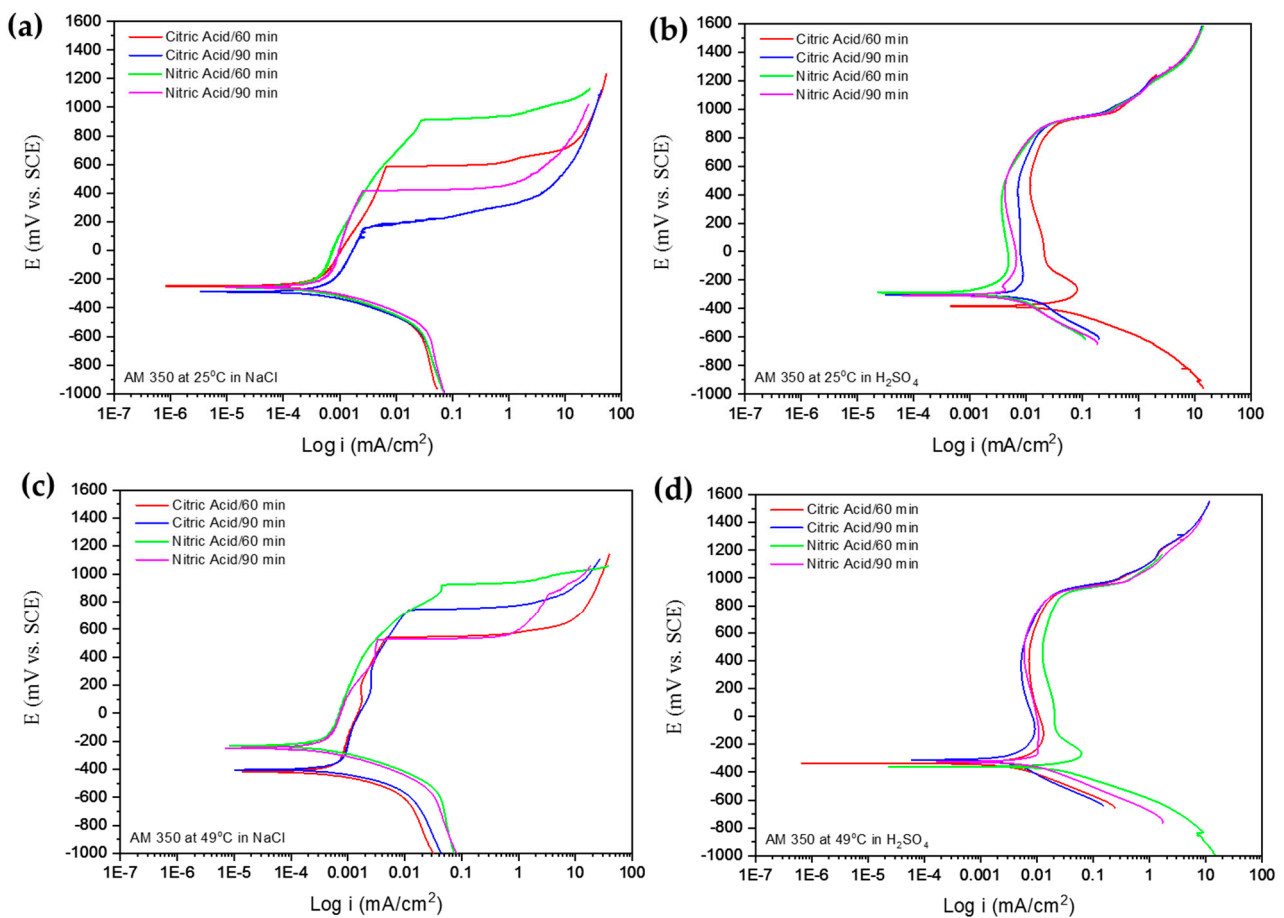 (a)
1600
1400
1200
1000
800
600
400
200
0
-200
-400
-600
-800
-1000
E (mV vs. SCE)
Citric Acid/60 min
Citric Acid/90 min
Nitric Acid/60 min
Nitric Acid/90 min
AM 350 at 25°C in NaCl
1E-7 1E-6 1E-5 1E-4 0.001 0.01 0.1 1 10 100
Log i (mA/cm²)
(b)
1600
1400
1200
1000
800
600
400
200
0
-200
-400
-600
-800
-1000
E (mV vs. SCE)
Citric Acid/60 min
Citric Acid/90 min
Nitric Acid/60 min
Nitric Acid/90 min
AM 350 at 25°C in H₂SO₄
1E-7 1E-6 1E-5 1E-4 0.001 0.01 0.1 1 10 100
Log i (mA/cm²)
(c)
1600
1400
1200
1000
800
600
400
200
0
-200
-400
-600
-800
-1000
E (mV vs. SCE)
Citric Acid/60 min
Citric Acid/90 min
Nitric Acid/60 min
Nitric Acid/90 min
AM 350 at 49°C in NaCl
1E-7 1E-6 1E-5 1E-4 0.001 0.01 0.1 1 10 100
Log i (mA/cm²)
(d)
1600
1400
1200
1000
800
600
400
200
0
-200
-400
-600
-800
-1000
E (mV vs. SCE)
Citric Acid/60 min
Citric Acid/90 min
Nitric Acid/60 min
Nitric Acid/90 min
AM 350 at 49°C in H₂SO₄
1E-7 1E-6 1E-5 1E-4 0.001 0.01 0.1 1 10 100
Log i (mA/cm²)